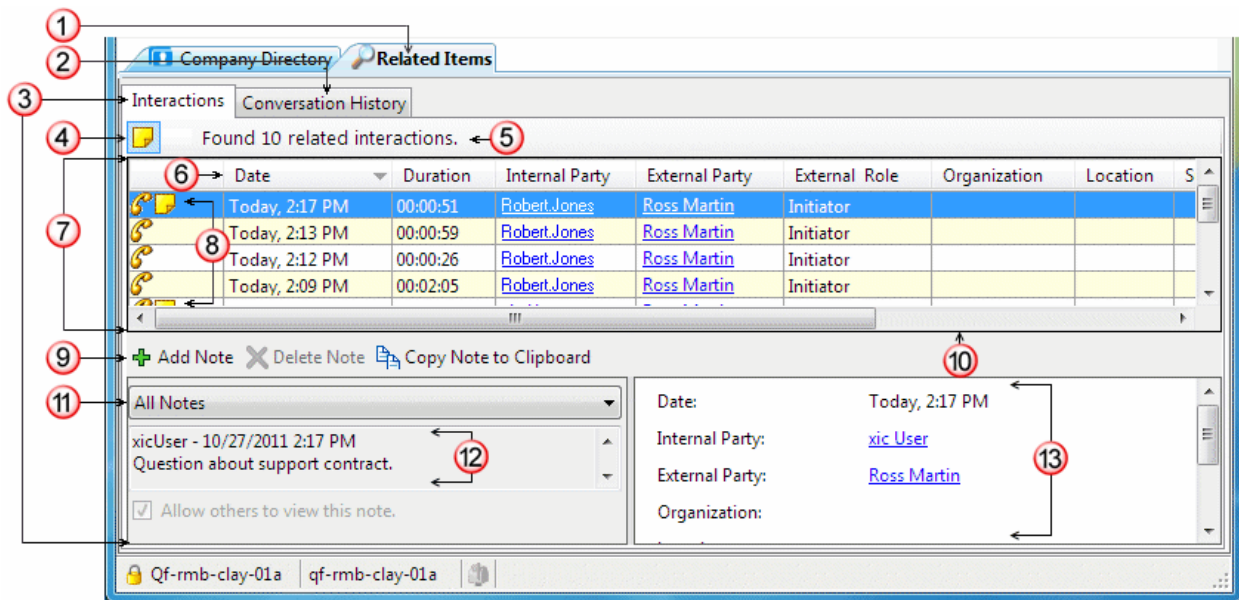 1
Company Directory Related Items
2
3 Interactions Conversation History
4 Found 10 related interactions. 5
6 Date Duration Internal Party External Party External Role Organization Location S
Today, 2:17 PM 00:00:51 Robert.Jones Ross Martin Initiator
7 8 Today, 2:13 PM 00:00:59 Robert.Jones Ross Martin Initiator
Today, 2:12 PM 00:00:26 Robert.Jones Ross Martin Initiator
Today, 2:09 PM 00:02:05 Robert.Jones Ross Martin Initiator
9 Add Note Delete Note Copy Note to Clipboard 10
11 All Notes
xicUser - 10/27/2011 2:17 PM
Question about support contract.
12
Allow others to view this note.
Date: Today, 2:17 PM
Internal Party: xic User
13
External Party: Ross Martin
Organization:
Qf-rmb-clay-01a qf-rmb-clay-01a